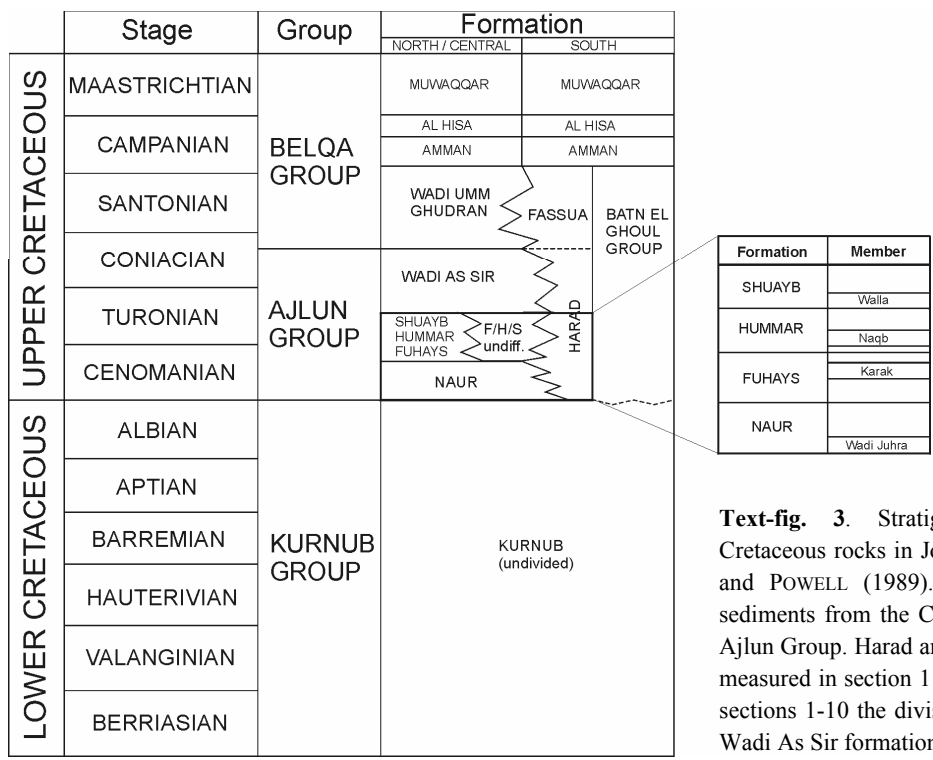 Stage
Group
Formation
NORTH / CENTRAL
SOUTH
UPPER CRETACEOUS
MAASTRICHTIAN
CAMPANIAN
SANTONIAN
CONIACIAN
TURONIAN
CENOMANIAN
LOWER CRETACEOUS
ALBIAN
APTIAN
BARREMIAN
HAUTERIVIAN
VALANGINIAN
BERRIASIAN
BELQA
GROUP
AJLUN
GROUP
KURNUB
GROUP
MUWAQQAR
MUWAQQAR
AL HISA
AL HISA
AMMAN
AMMAN
WADI UMM
GHUDRAN
FASSUA
BATN EL
GHOUL
GROUP
WADI AS SIR
HARAD
SHUAYB
HUMMAR
FUHAYS
F/H/S
undiff.
NAUR
KURNUB
(undivided)
Formation
Member
SHUAYB
Walla
HUMMAR
Naqb
FUHAYS
Karak
NAUR
Wadi Juhra
Text-fig. 3. Stratig
Cretaceous rocks in Jo
and POWELL (1989).
sediments from the C
Ajlun Group. Harad an
measured in section 1
sections 1-10 the divis
Wadi As Sir formation